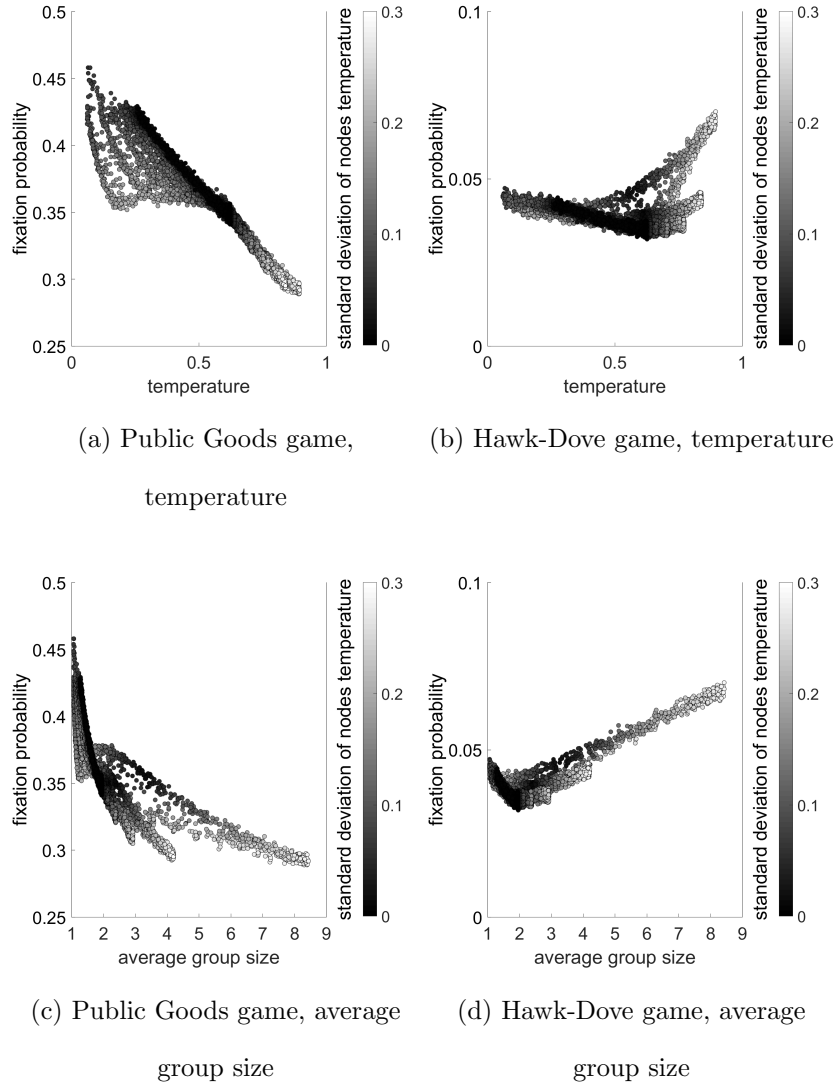 0.5
0.45
0.4
0.35
0.3
0.25
fixation probability
0
0.5
1
temperature
0.3
0.2
0.1
0
standard deviation of nodes temperature
(a) Public Goods game,
temperature
0.1
0.05
0
fixation probability
0
0.5
1
temperature
0.3
0.2
0.1
0
standard deviation of nodes temperature
(b) Hawk-Dove game, temperature
0.5
0.45
0.4
0.35
0.3
0.25
fixation probability
1 2 3 4 5 6 7 8 9
average group size
0.3
0.2
0.1
0
standard deviation of nodes temperature
(c) Public Goods game, average
group size
0.1
0.05
0
fixation probability
1 2 3 4 5 6 7 8 9
average group size
0.3
0.2
0.1
0
standard deviation of nodes temperature
(d) Hawk-Dove game, average
group size